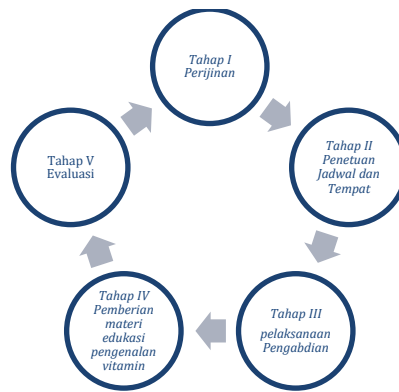 Tahap I
Perijinan
Tahap II
Penetuan
Jadwal dan
Tempat
Tahap III
pelaksanaan
Pengabdian
Tahap IV
Pemberian
materi
edukasi
pengenalan
vitamin
Tahap V
Evaluasi